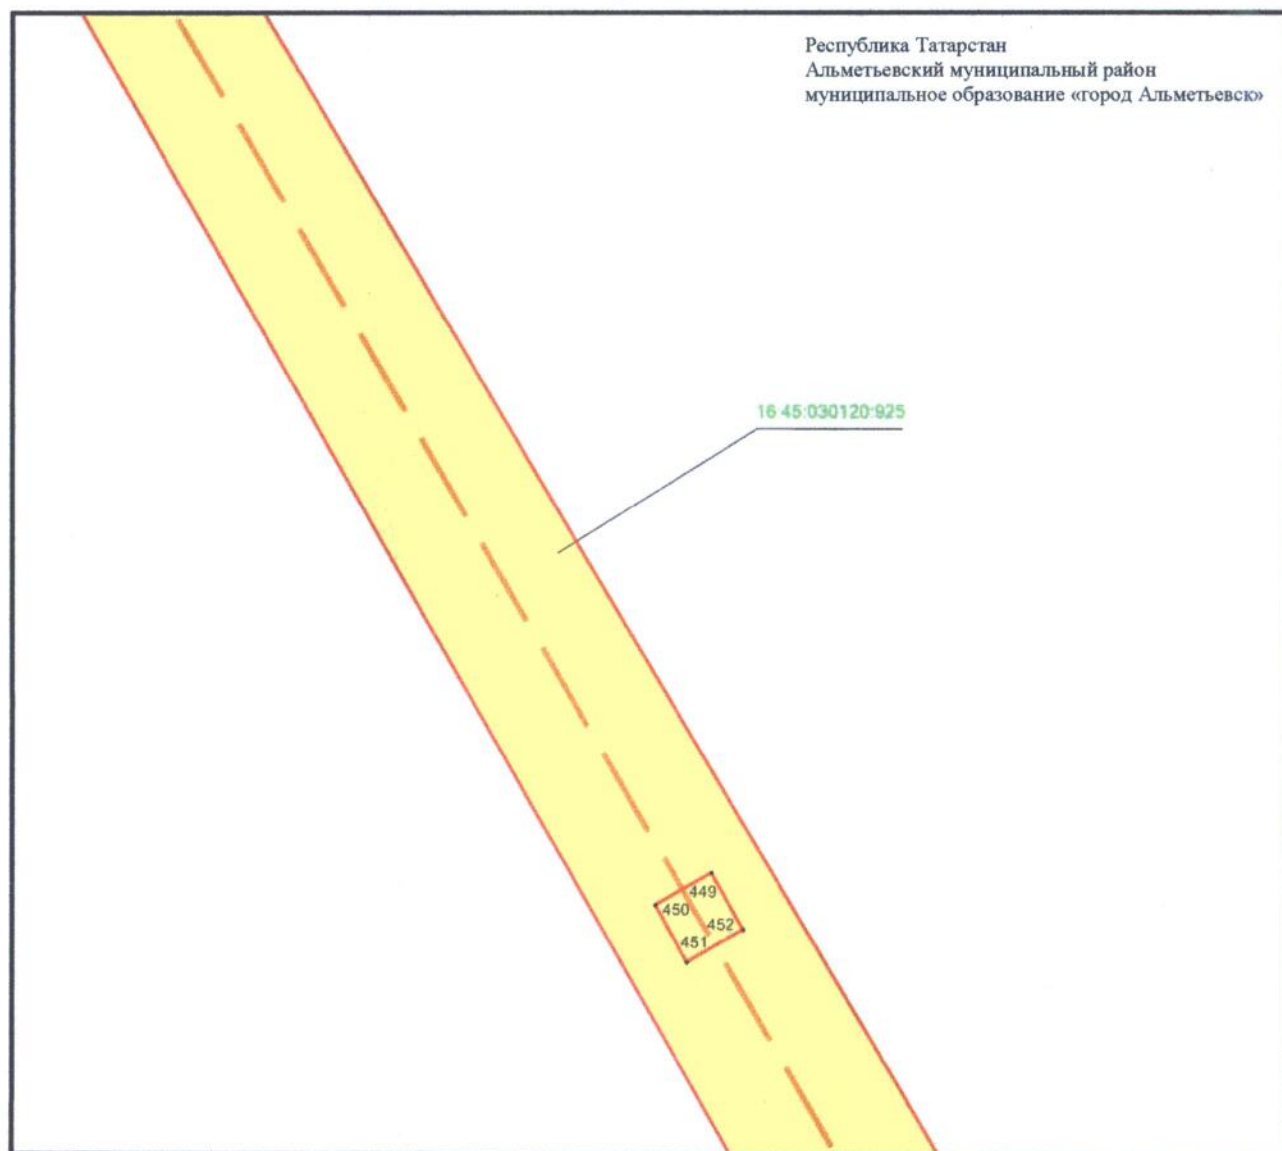 Республика Татарстан
Альметьевский муниципальный район
муниципальное образование «город Альметьевск»
16:45:030120:925
449
450
452
451